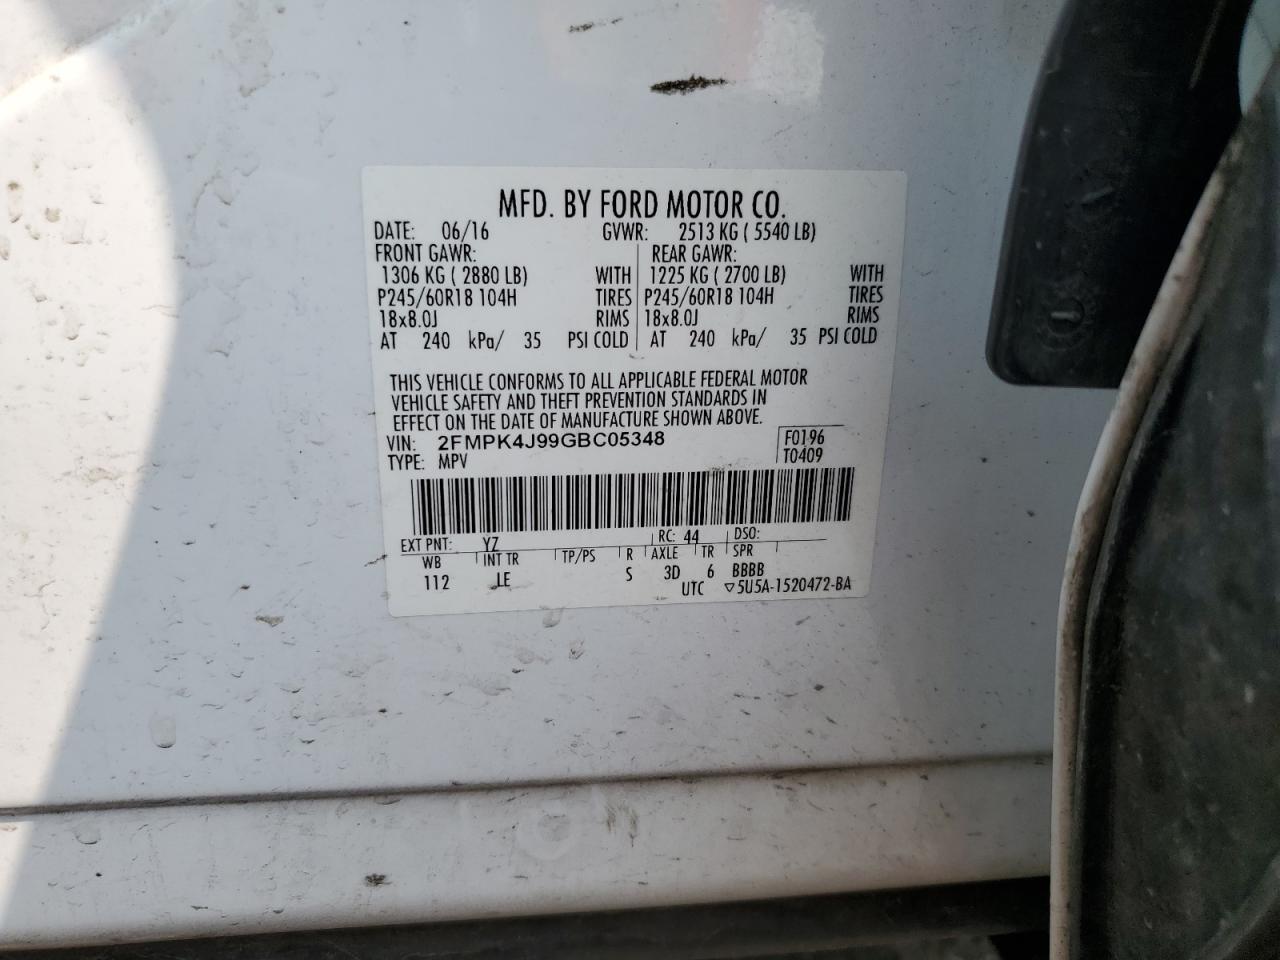 MFD. BY FORD MOTOR CO.
DATE: 06/16 GVWR: 2513 KG ( 5540 LB)
FRONT GAWR: REAR GAWR:
1306 KG ( 2880 LB) WITH 1225 KG ( 2700 LB) WITH
P245/60R18 104H TIRES P245/60R18 104H TIRES
18x8.0J RIMS 18x8.0J RIMS
AT 240 kPa/ 35 PSI COLD AT 240 kPa/ 35 PSI COLD
THIS VEHICLE CONFORMS TO ALL APPLICABLE FEDERAL MOTOR
VEHICLE SAFETY AND THEFT PREVENTION STANDARDS IN
EFFECT ON THE DATE OF MANUFACTURE SHOWN ABOVE.
VIN: 2FMPK4J99GBC05348 F0196
TYPE: MPV T0409
EXT PNT: YZ RC: 44 DSO:
WB INT TR TP/PS R AXLE TR SPR
112 LE S 3D 6 BBBB
UTC ▽5U5A-1520472-BA